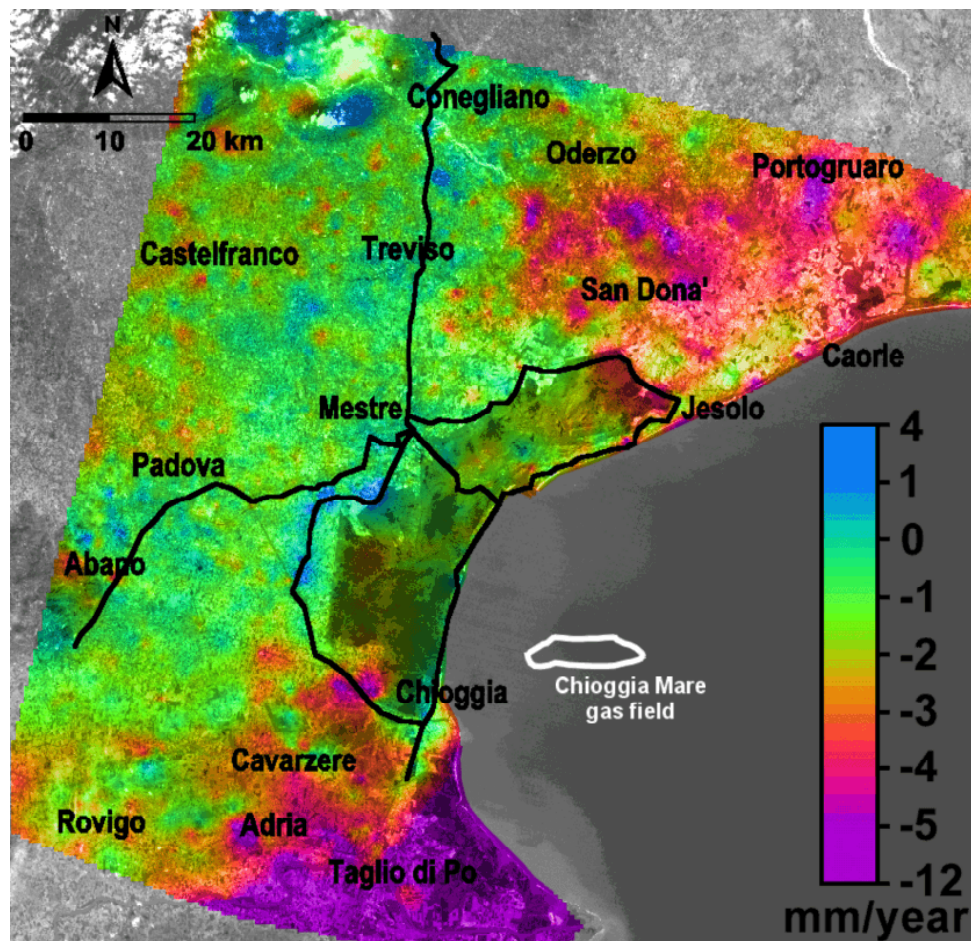 N
Conegliano
0 10 20 km
Oderzo
Portogruaro
Castelfranco
Treviso
San Dona'
Caorle
Mestre
Jesolo
Padova
Abano
Chioggia
Chioggia Mare
gas field
Cavarzere
Rovigo
Adria
Taglio di Po
4
1
0
-1
-2
-3
-4
-5
-12
mm/year